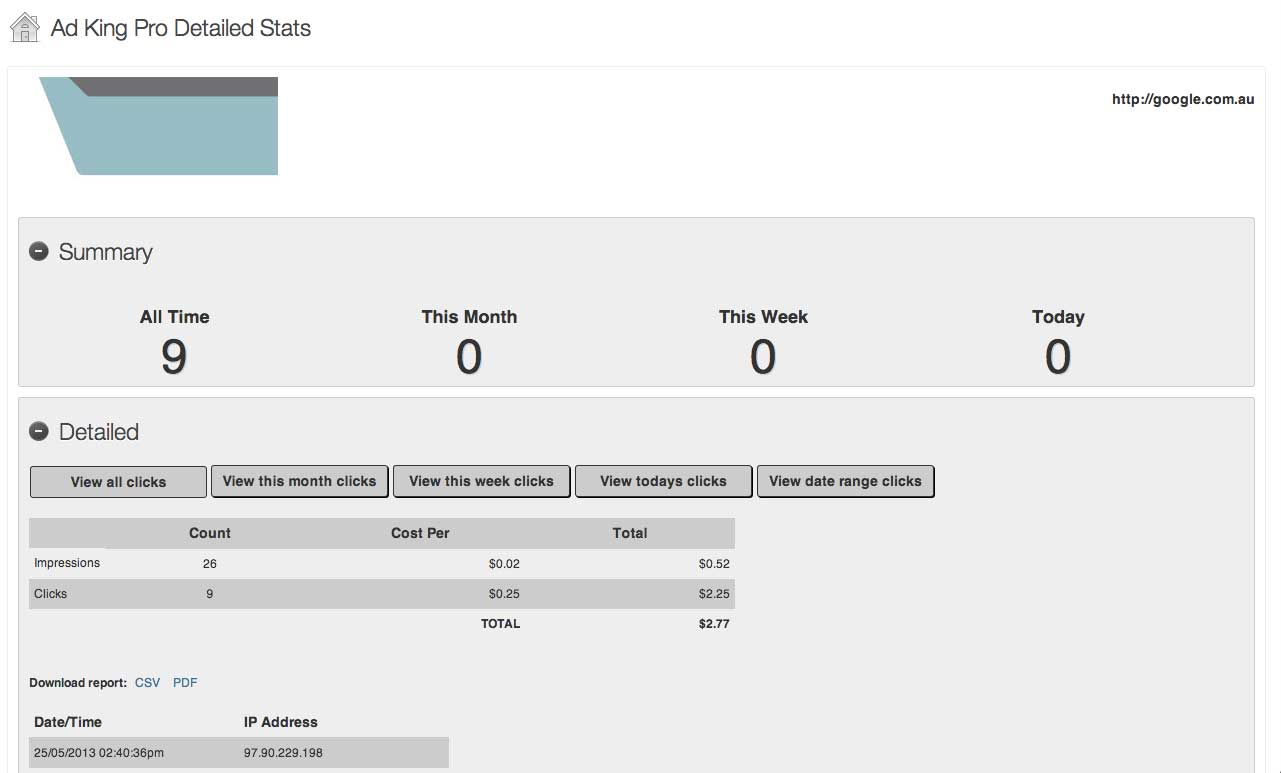 Ad King Pro Detailed Stats
http://google.com.au
Summary
All Time This Month This Week Today
9 0 0 0
Detailed
View all clicks View this month clicks View this week clicks View todays clicks View date range clicks
Count Cost Per Total
Impressions 26 $0.02 $0.52
Clicks 9 $0.25 $2.25
TOTAL $2.77
Download report: CSV PDF
Date/Time IP Address
25/05/2013 02:40:36pm 97.90.229.198